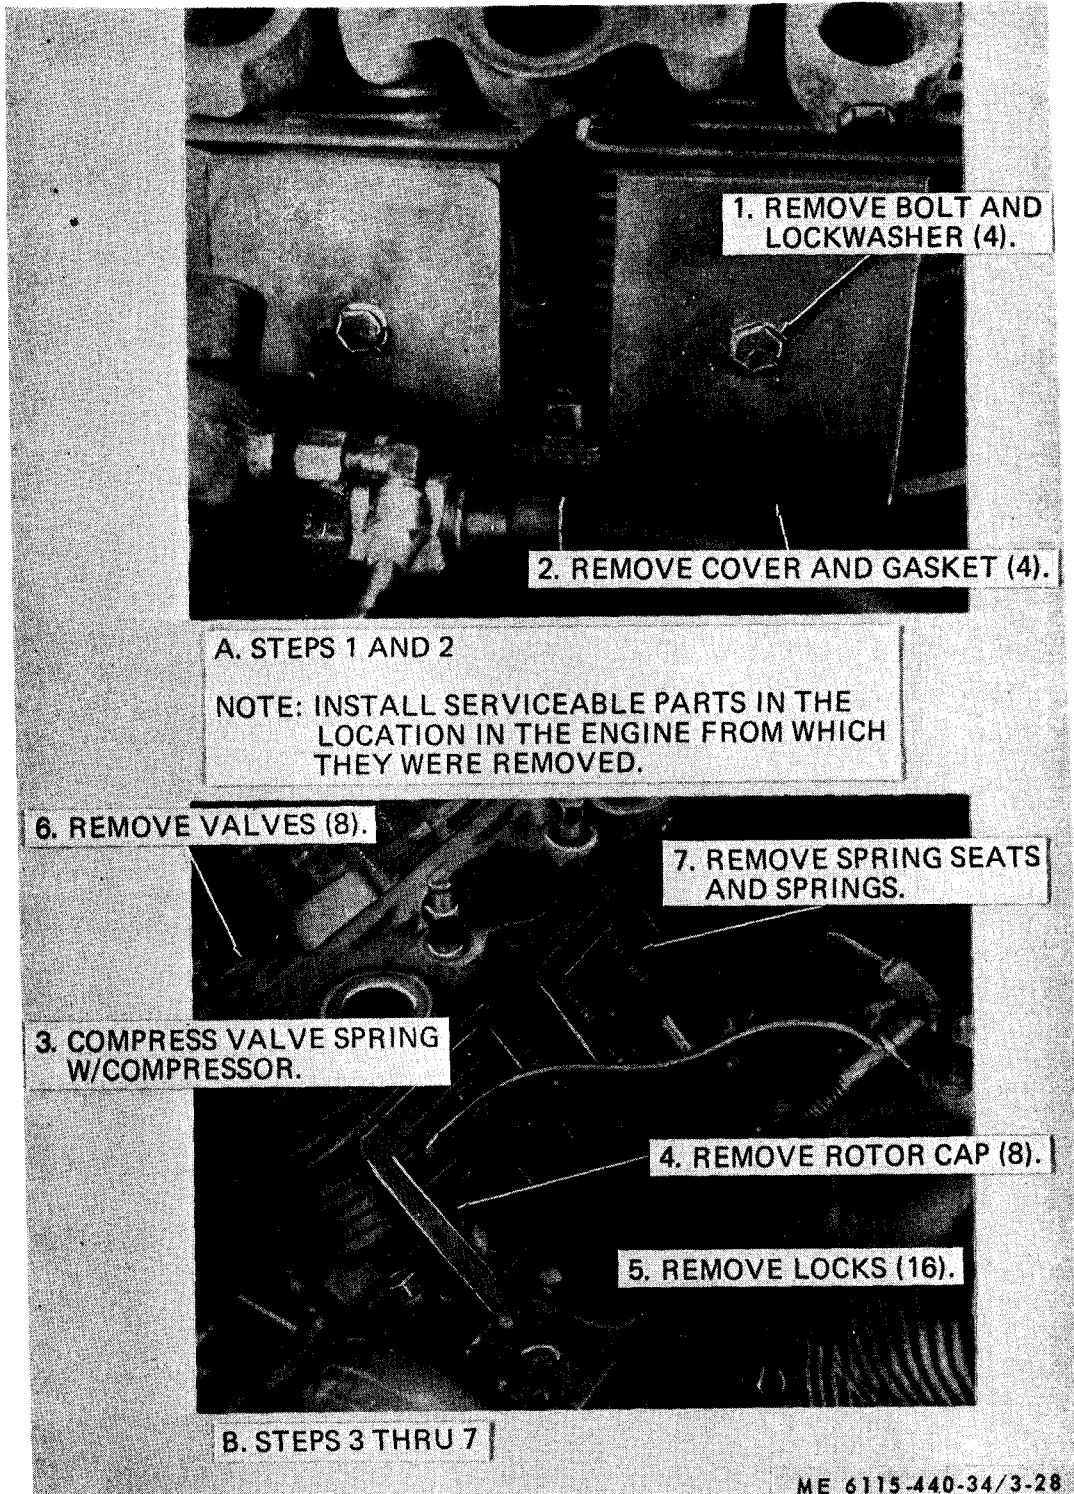 1. REMOVE BOLT AND
LOCKWASHER (4).
2. REMOVE COVER AND GASKET (4).
A. STEPS 1 AND 2
NOTE: INSTALL SERVICEABLE PARTS IN THE
LOCATION IN THE ENGINE FROM WHICH
THEY WERE REMOVED.
6. REMOVE VALVES (8).
7. REMOVE SPRING SEATS
AND SPRINGS.
3. COMPRESS VALVE SPRING
W/COMPRESSOR.
4. REMOVE ROTOR CAP (8).
5. REMOVE LOCKS (16).
B. STEPS 3 THRU 7
ME 6115-440-34/3-28